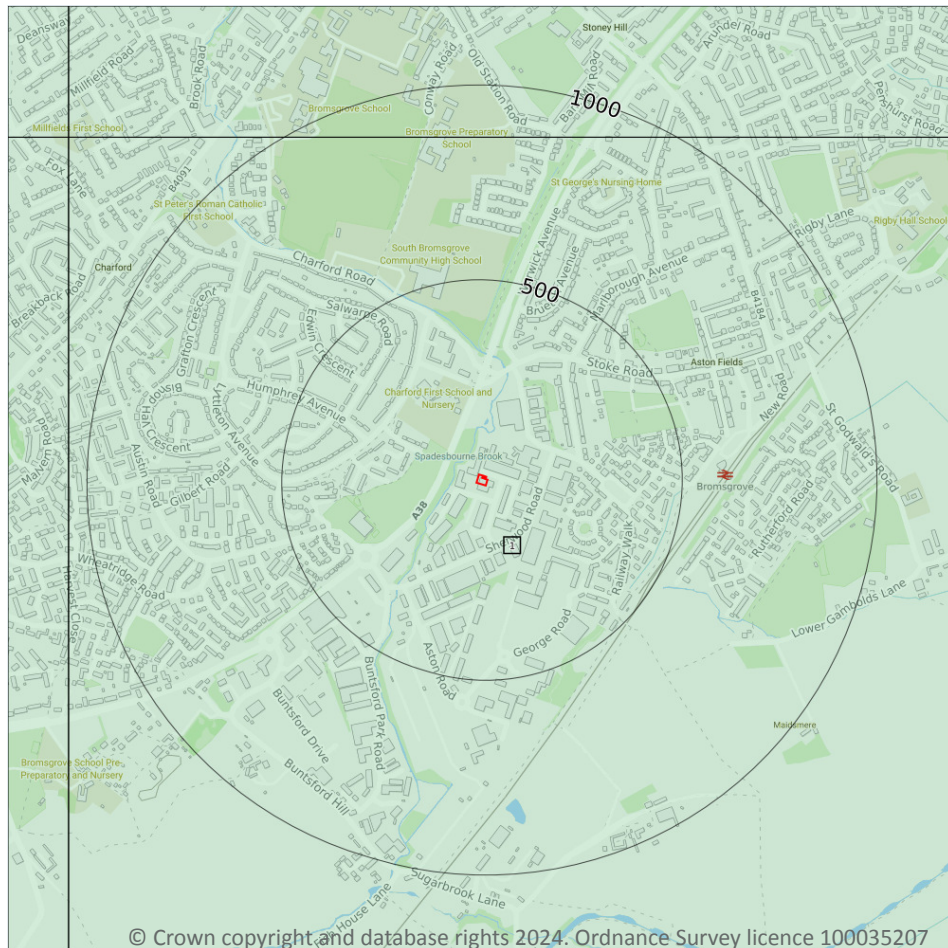 Deansway
Millfield Road
Brook Road
Conway Road
Old Station Road
Stoney Hill
Arundel Road
Penshurst Road
1000
Bromsgrove School
Millfields First School
Bromsgrove Preparatory
School
Fox Lane
B4091
St George's Nursing Home
St Peter's Roman Catholic
First School
Rigby Lane
Rigby Hall School
South Bromsgrove
Community High School
Charford
Charford Road
Marlborough Avenue
Breakback Road
500
B4184
Grafton Crescent
Salwarpe Road
Edwin Crescent
Stoke Road
Aston Fields
Humphrey Avenue
Charford First School and
Nursery
New Road
St Godwald's Road
Lyttleton Avenue
Austin Road
Gilbert Road
Spadesbourne Brook
Bromsgrove
A38
1
Rutherford Road
Railway Walk
Wheatridge Road
Harvest Close
Lower Gambolds Lane
George Road
Aston Road
Buntsford Park Road
Buntsford Drive
Maidsmere
Bromsgrove School Pre
Preparatory and Nursery
Buntsford Hill
Sugarbrook Lane
House Lane
© Crown copyright and database rights 2024. Ordnance Survey licence 100035207